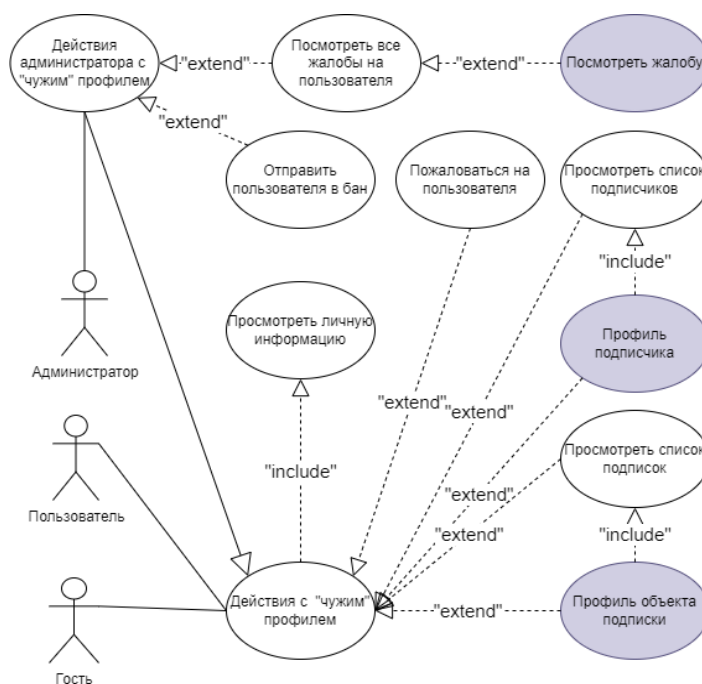 Действия
администратора с
"чужим" профилем
"extend"
Посмотреть все
жалобы на
пользователя
"extend"
Посмотреть жалобу
"extend"
Отправить
пользователя в бан
Пожаловаться на
пользователя
Просмотреть список
подписчиков
"include"
Просмотреть личную
информацию
Профиль
подписчика
Администратор
"extend"
"extend"
Просмотреть список
подписок
"include"
"extend"
Пользователь
"extend"
"include"
Действия с "чужим"
профилем
"extend"
Профиль объекта
подписки
Гость